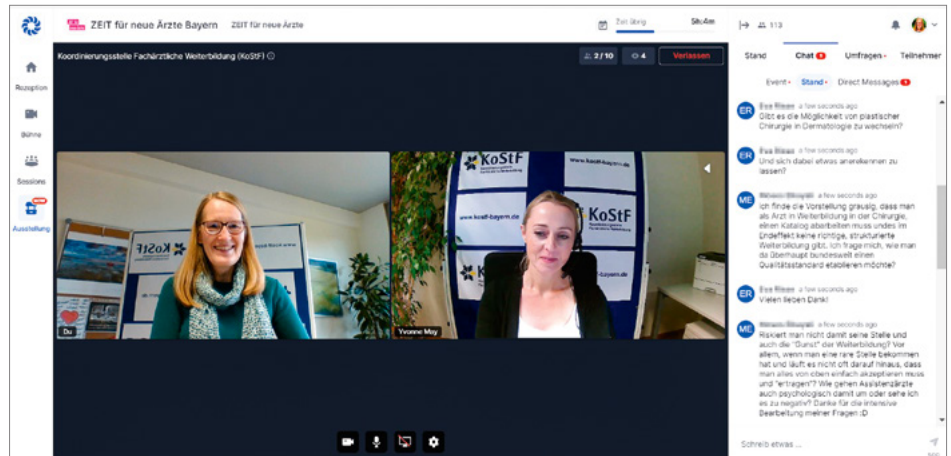 ZEIT für neue Ärzte Bayern
ZEIT für neue Ärzte
113
Koordinierungsstelle Fachärztliche Weiterbildung (KoStF)
2/10
4
Verlassen
Rezeption
Bühne
Sessions
Ausstellung
KoStF
www.kostf-bayern.de
www.kostf-bayern.de
KoStF
Du
Yvonne May
Stand
Chat
Umfragen
Teilnehmer
Event
Stand
Direct Messages
ER
a few seconds ago
Gibt es die Möglichkeit von plastischer
Chirurgie in Dermatologie zu wechseln?
ER
a few seconds ago
Und sich dabei etwas anerekennen zu
lassen?
ME
a few seconds ago
Ich finde die Vorstellung grausig, dass man
als Arzt in Weiterbildung in der Chirurgie,
einen Katalog abarbeiten muss undes im
Endeffekt keine richtige, strukturierte
Weiterbildung gibt. Ich frage mich, wie man
da überhaupt bundesweit einen
Qualitätsstandard etablieren möchte?
ER
a few seconds ago
Vielen lieben Dank!
ME
a few seconds ago
Riskiert man nicht damit seine Stelle und
auch die "Gunst" der Weiterbildung? Vor
allem, wenn man eine rare Stelle bekommen
hat und läuft es nicht oft darauf hinaus, dass
man alles von oben einfach akzeptieren muss
und "ertragen"? Wie gehen Assistenzärzte
auch psychologisch damit um oder sehe ich
es zu negativ? Danke für die intensive
Bearbeitung meiner Fragen :D
Schreib etwas ...